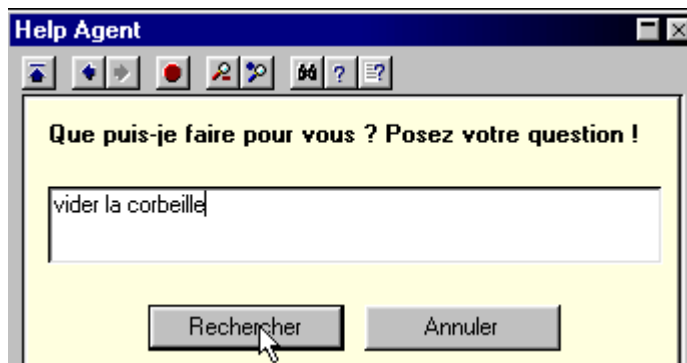 Help Agent
Que puis-je faire pour vous ? Posez votre question !
vider la corbeille
Rechercher Annuler